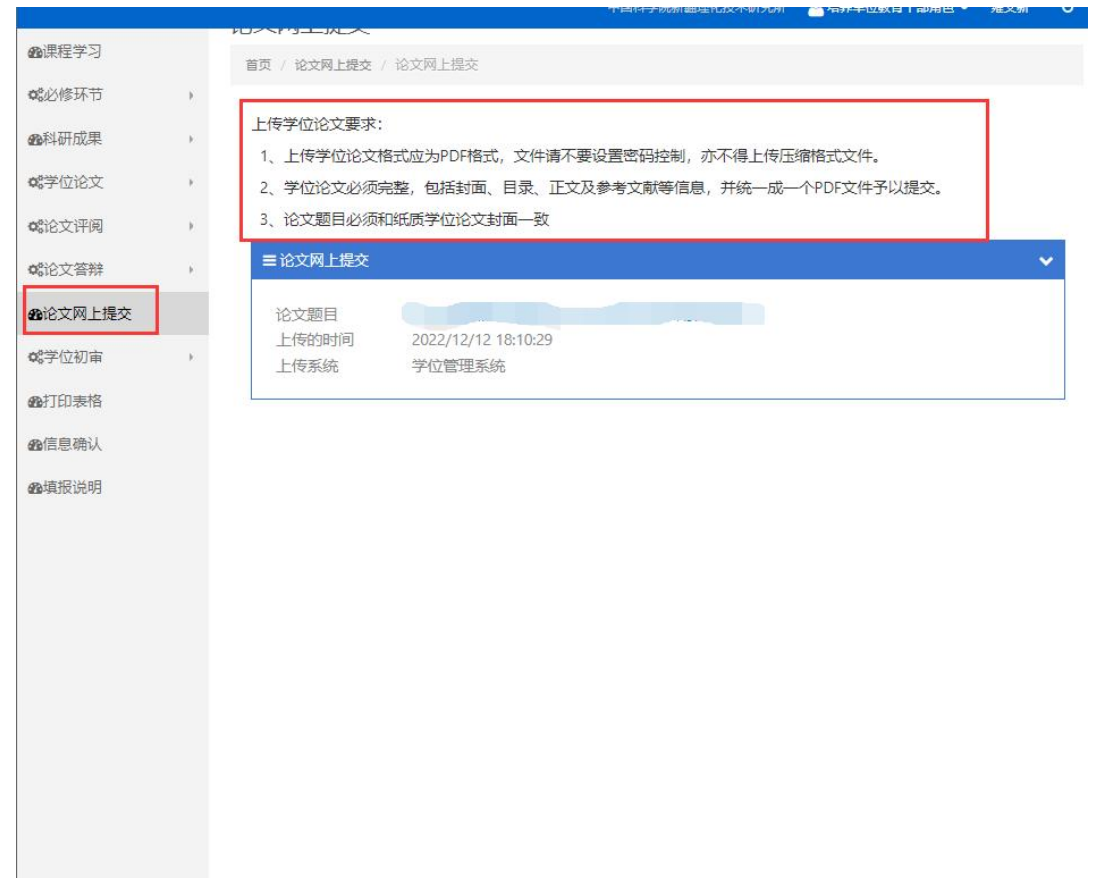 首页 / 论文网上提交 / 论文网上提交
课程学习
必修环节
科研成果
学位论文
论文评阅
论文答辩
论文网上提交
学位初审
打印表格
信息确认
填报说明
上传学位论文要求：
1、上传学位论文格式应为PDF格式，文件请不要设置密码控制，亦不得上传压缩格式文件。
2、学位论文必须完整，包括封面、目录、正文及参考文献等信息，并统一成一个PDF文件予以提交。
3、论文题目必须和纸质学位论文封面一致
论文网上提交
论文题目
上传的时间 2022/12/12 18:10:29
上传系统 学位管理系统